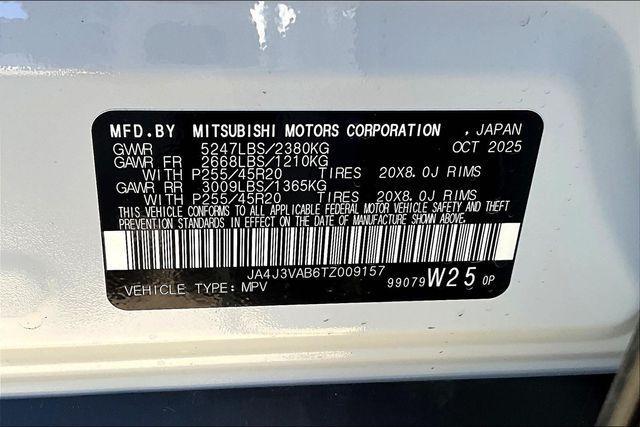 MFD.BY MITSUBISHI MOTORS CORPORATION , JAPAN
GVWR 5247LBS/2380KG OCT 2025
GAWR FR 2668LBS/1210KG
WITH P255/45R20 TIRES 20X8.0J RIMS
GAWR RR 3009LBS/1365KG
WITH P255/45R20 TIRES 20X8.0J RIMS
THIS VEHICLE CONFORMS TO ALL APPLICABLE FEDERAL MOTOR VEHICLE SAFETY AND THEFT
PREVENTION STANDARDS IN EFFECT ON THE DATE OF MANUFACTURE SHOWN ABOVE.
JA4J3VAB6TZ009157
VEHICLE TYPE: MPV 99079 W25 0P